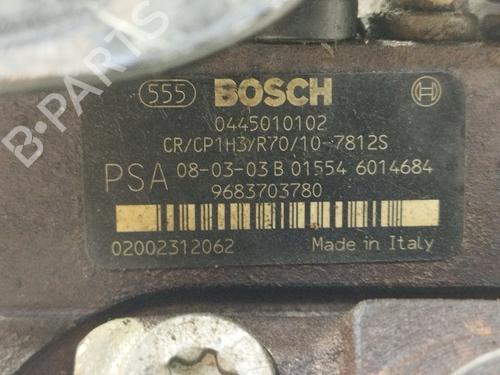 555 BOSCH
0445010102
CR/CP1H3/R70/10-7812S
PSA 08-03-03 B 01554 6014684
9683703780
02002312062 Made in Italy
B-PARTS